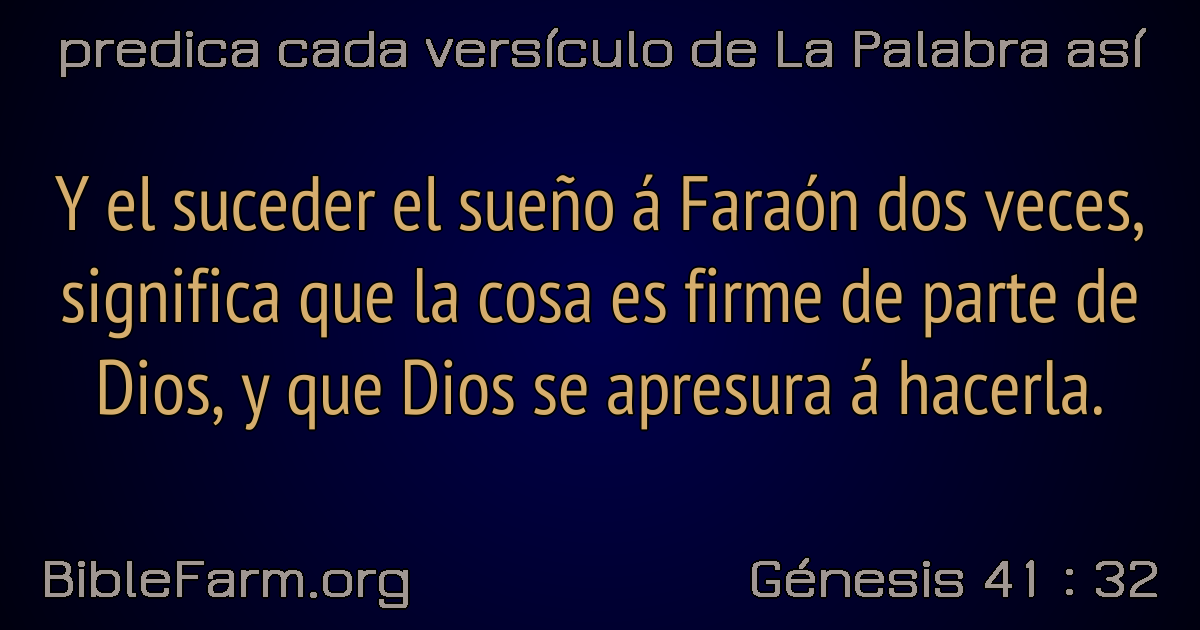 predica cada versículo de La Palabra así
Y el suceder el sueño á Faraón dos veces,
significa que la cosa es firme de parte de
Dios, y que Dios se apresura á hacerla.
BibleFarm.org
Génesis 41 : 32